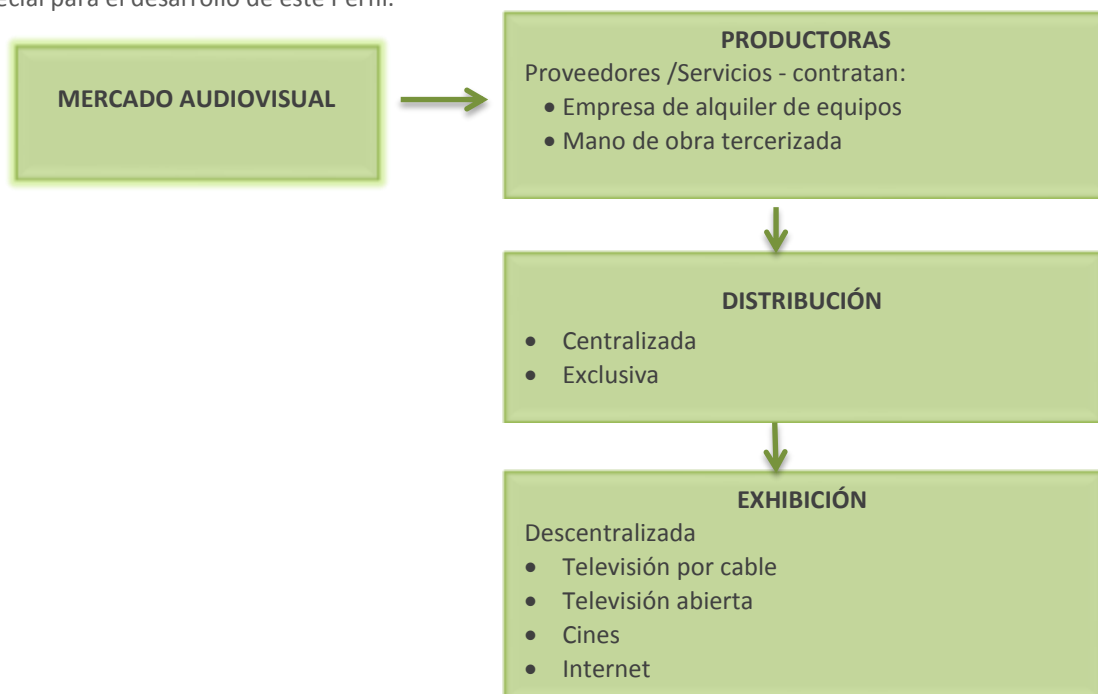 ecial para el desarrollo de este Perfil.
MERCADO AUDIOVISUAL
PRODUCTORAS
Proveedores /Servicios - contratan:
• Empresa de alquiler de equipos
• Mano de obra tercerizada
DISTRIBUCIÓN
• Centralizada
• Exclusiva
EXHIBICIÓN
Descentralizada
• Televisión por cable
• Televisión abierta
• Cines
• Internet